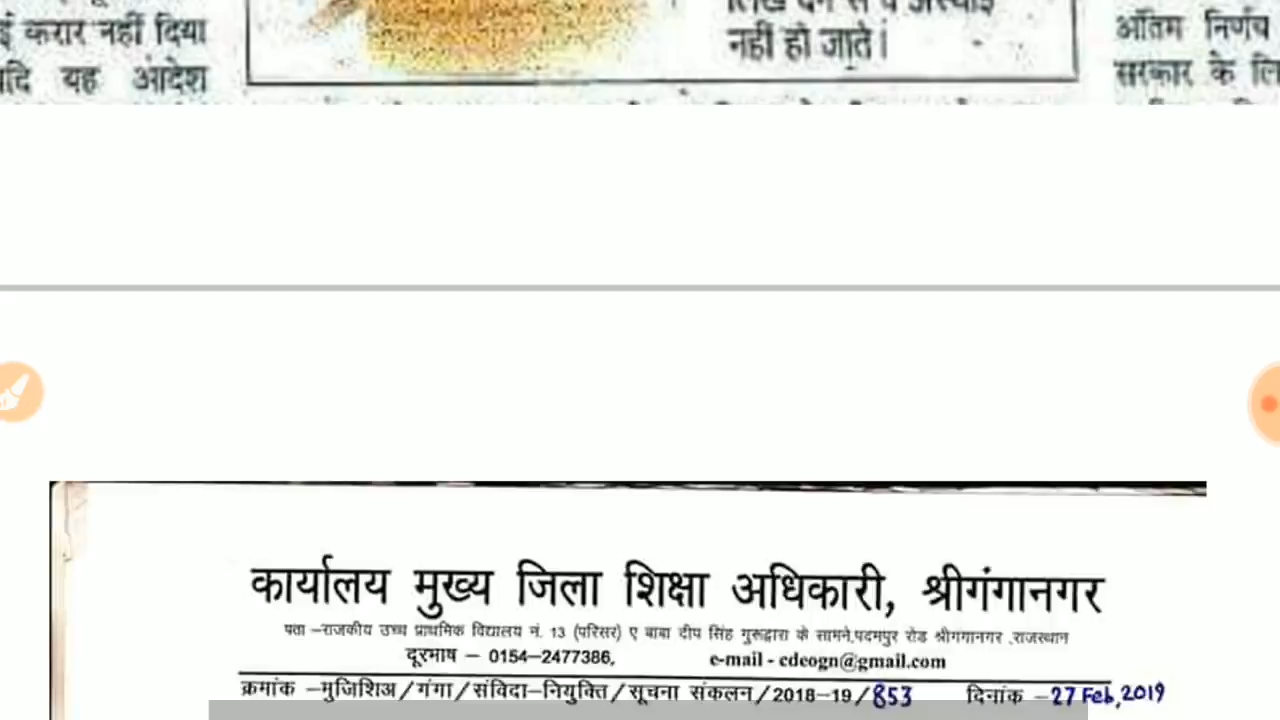 करार नहीं दिया
यह आदेश
नहीं हो जाते।
अंतिम निर्णय
सरकार के
कार्यालय मुख्य जिला शिक्षा अधिकारी, श्रीगंगानगर
पता –राजकीय उच्च प्राथमिक विद्यालय नं. 13 (परिसर) ए बाबा दीप सिंह गुरूद्वारा के सामने,पदमपुर रोड श्रीगंगानगर ,राजस्थान
दूरभाष – 0154–2477386, e-mail - cdeogn@gmail.com
क्रमांक –मुजिशिअ/गंगा/संविदा–नियुक्ति/सूचना संकलन/2018–19/853 दिनांक –27 Feb,2019